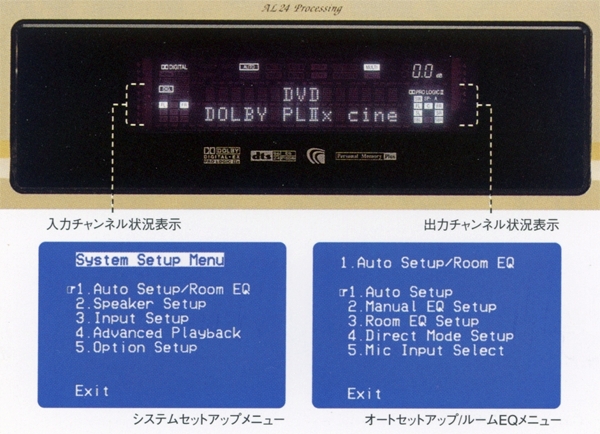 AL 24 Processing
DIGITAL
AUTO
MULTI
0.0 dB
DIG.
DVD
PRO LOGIC II
DOLBY PLⅡx cine
DOLBY
DIGITAL-EX
PRO LOGIC IIx
dts
Personal Memory Plus
入力チャンネル状況表示
出力チャンネル状況表示
System Setup Menu
☞1.Auto Setup/Room EQ
2.Speaker Setup
3.Input Setup
4.Advanced Playback
5.Option Setup
Exit
システムセットアップメニュー
1.Auto Setup/Room EQ
☞1.Auto Setup
2.Manual EQ Setup
3.Room EQ Setup
4.Direct Mode Setup
5.Mic Input Select
Exit
オートセットアップ/ルームEQメニュー